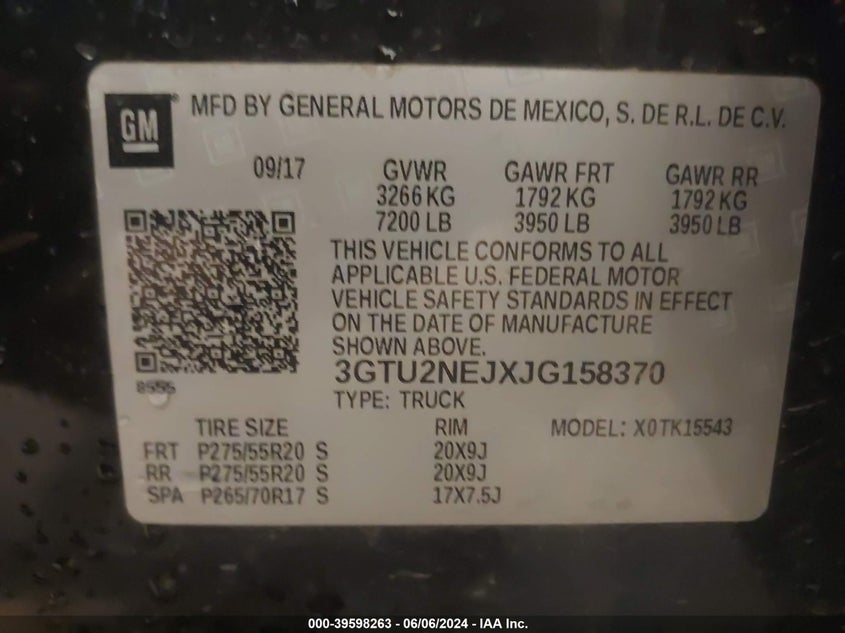 GM
MFD BY GENERAL MOTORS DE MEXICO, S. DE R.L. DE C.V.
09/17 GVWR GAWR FRT GAWR RR
3266 KG 1792 KG 1792 KG
7200 LB 3950 LB 3950 LB
THIS VEHICLE CONFORMS TO ALL
APPLICABLE U.S. FEDERAL MOTOR
VEHICLE SAFETY STANDARDS IN EFFECT
ON THE DATE OF MANUFACTURE
SHOWN ABOVE.
3GTU2NEJXJG158370
8555
TYPE: TRUCK
TIRE SIZE RIM MODEL: X0TK15543
FRT P275/55R20 S 20X9J
RR P275/55R20 S 20X9J
SPA P265/70R17 S 17X7.5J
000-39598263 - 06/06/2024 - IAA Inc.